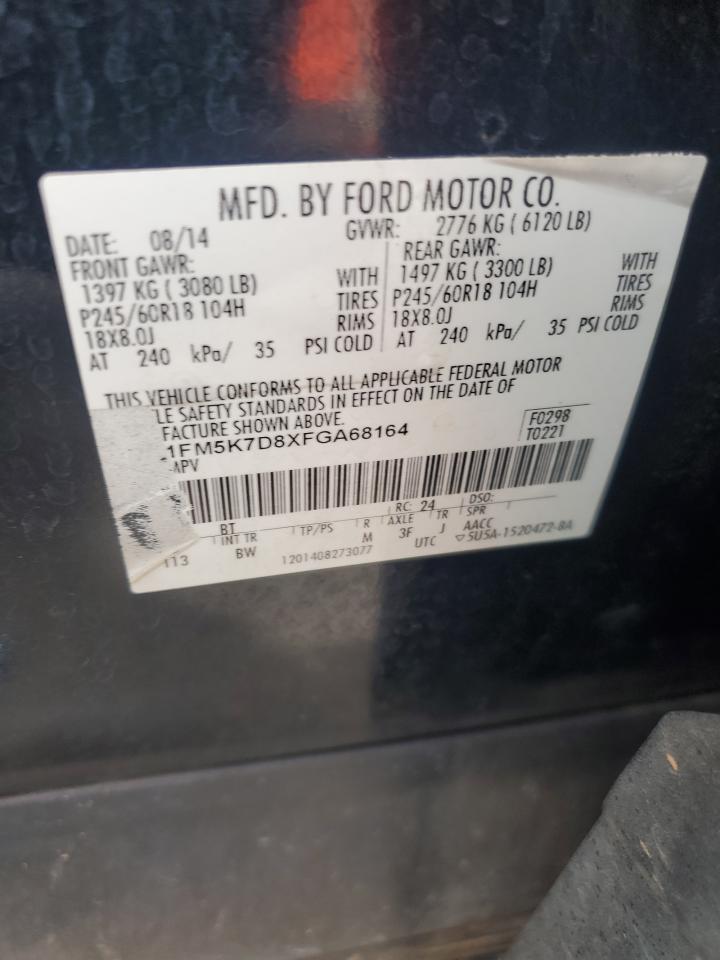 MFD. BY FORD MOTOR CO.
DATE: 08/14 GVWR: 2776 KG ( 6120 LB)
FRONT GAWR: REAR GAWR:
1397 KG ( 3080 LB) WITH 1497 KG ( 3300 LB) WITH
P245/60R18 104H TIRES P245/60R18 104H TIRES
18X8.0J RIMS 18X8.0J RIMS
AT 240 kPa/ 35 PSI COLD AT 240 kPa/ 35 PSI COLD
THIS VEHICLE CONFORMS TO ALL APPLICABLE FEDERAL MOTOR
LE SAFETY STANDARDS IN EFFECT ON THE DATE OF
FACTURE SHOWN ABOVE.
1FM5K7D8XFGA68164 F0298
MPV T0221
BT RC: 24 DSO:
INT TR TP/PS R AXLE TR SPR
113 BW M 3F J AACC
1201408273077 UTC ▽5U5A-1520472-BA